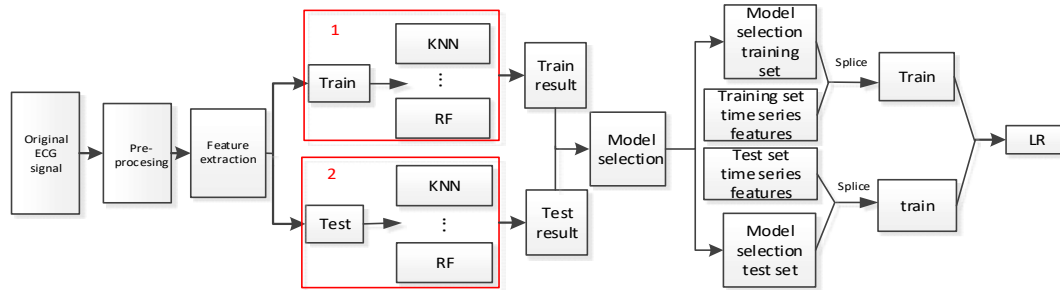 Original
ECG
signal
Pre-
procesing
Feature
extraction
1
Train
KNN
...
RF
2
Test
KNN
...
RF
Train
result
Test
result
Model
selection
Model
selection
training
set
Training set
time series
features
Splice
Train
Test set
time series
features
Model
selection
test set
Splice
train
LR